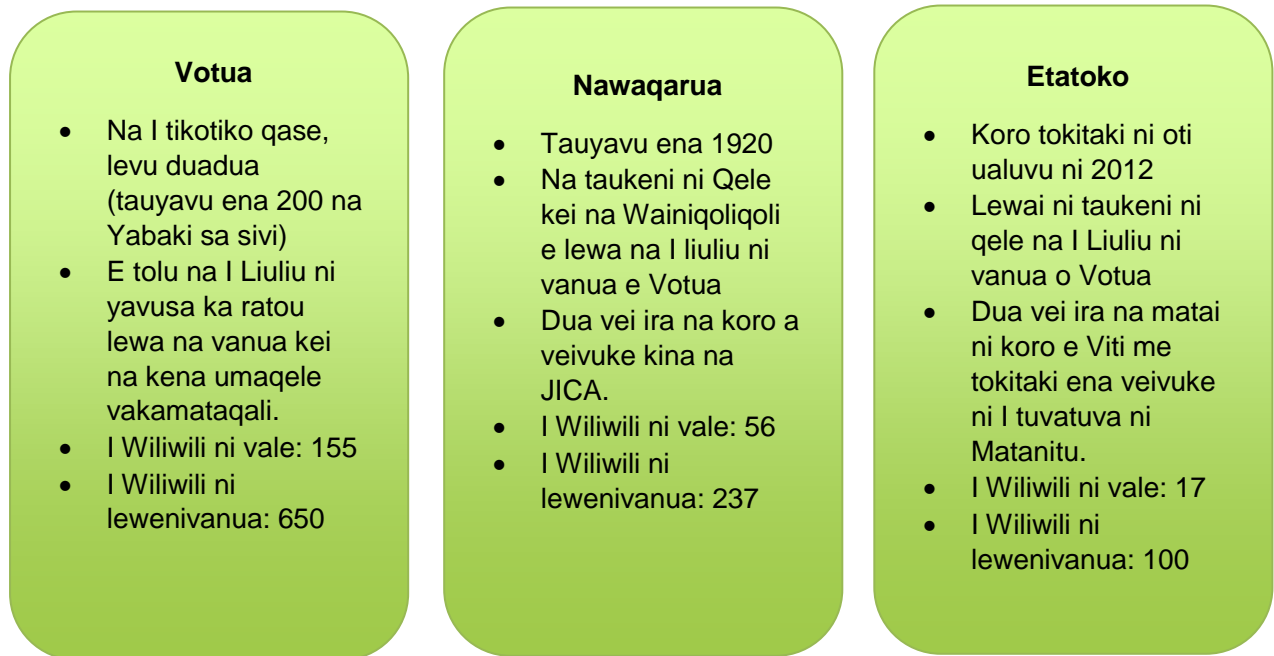 Votua
• Na I tikotiko qase,
levu duadua
(tauyavu ena 200 na
Yabaki sa sivi)
• E tolu na I Liuliu ni
yavusa ka ratou
lewa na vanua kei
na kena umaqele
vakamataqali.
• I Wiliwili ni vale: 155
• I Wiliwili ni
lewenivanua: 650
Nawaqarua
• Tauyavu ena 1920
• Na taukeni ni Qele
kei na Wainiqoliqoli
e lewa na I liuliu ni
vanua e Votua
• Dua vei ira na koro a
veivuke kina na
JICA.
• I Wiliwili ni vale: 56
• I Wiliwili ni
lewenivanua: 237
Etatoko
• Koro tokitaki ni oti
ualuvu ni 2012
• Lewai ni taukeni ni
qele na I Liuliu ni
vanua o Votua
• Dua vei ira na matai
ni koro e Viti me
tokitaki ena veivuke
ni I tuvatuva ni
Matanitu.
• I Wiliwili ni vale: 17
• I Wiliwili ni
lewenivanua: 100